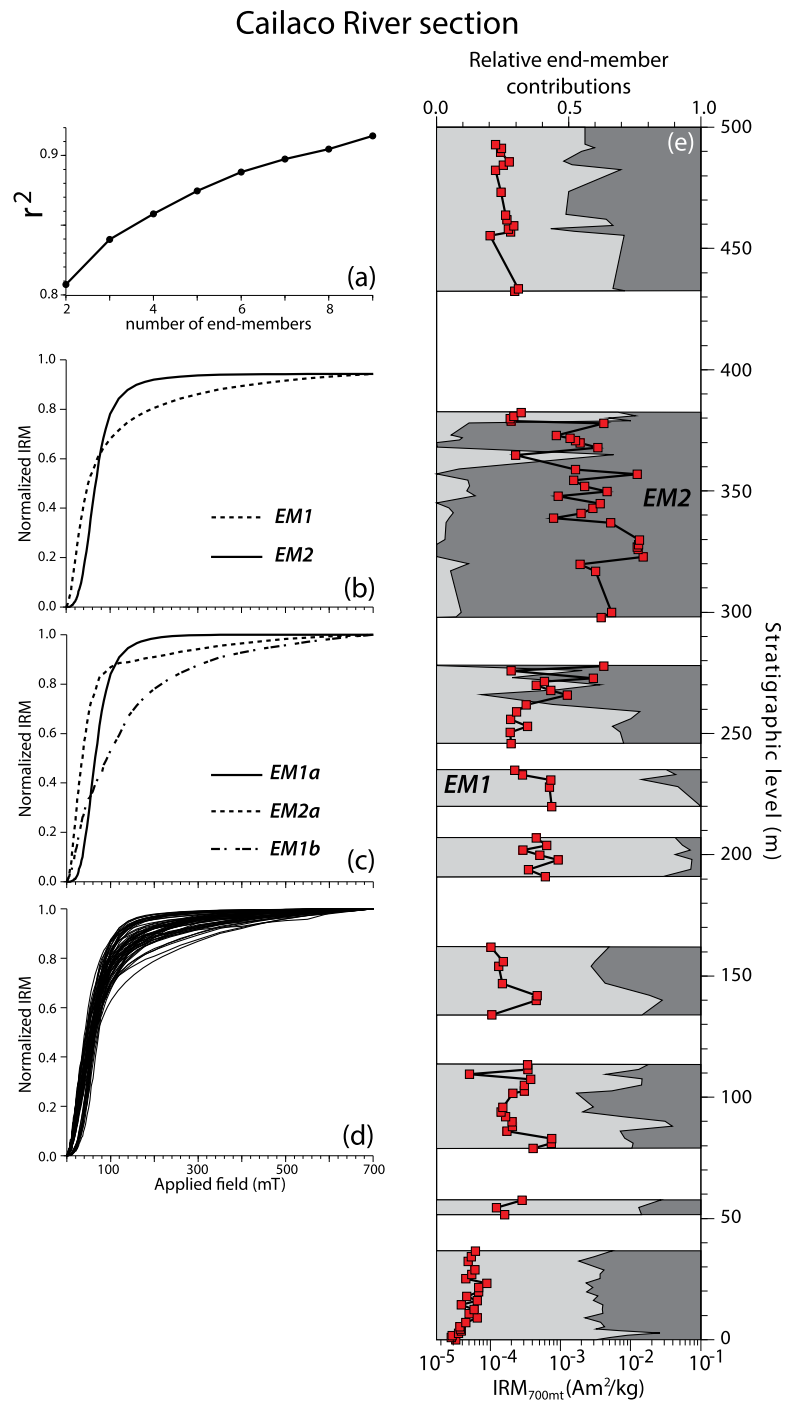 Cailaco River section
0.9
0.8
r 2
(a)
2 4 6 8
number of end-members
1.0
0.8
0.6
0.4
0.2
0.0
Normalized IRM
EM1
EM2
(b)
1.0
0.8
0.6
0.4
0.2
0.0
Normalized IRM
EM1a
EM2a
EM1b
(c)
1.0
0.8
0.6
0.4
0.2
0.0
Normalized IRM
(d)
100 300 500 700
Applied field (mT)
Relative end-member
contributions
0.0 0.5 1.0
(e)
EM2
EM1
500
450
400
350
300
250
200
150
100
50
0
Stratigraphic level (m)
10-5 10-4 10-3 10-2 10-1
IRM700mt(Am2/kg)